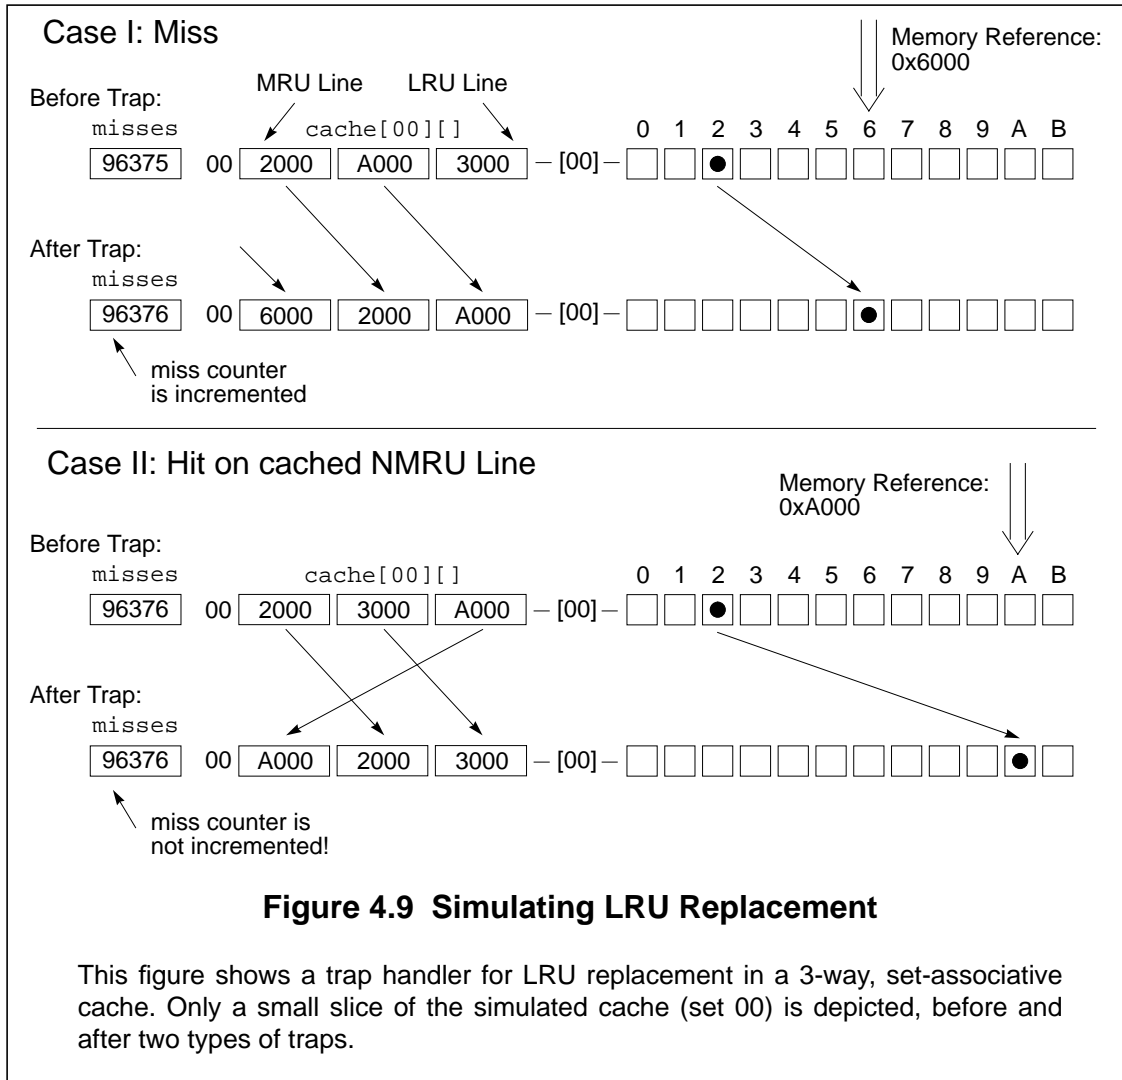 Case I: Miss
Memory Reference:
0x6000
MRU Line LRU Line
Before Trap:
misses cache[00][] 0 1 2 3 4 5 6 7 8 9 A B
96375 00 2000 A000 3000 – [00] –
After Trap:
misses
96376 00 6000 2000 A000 – [00] –
miss counter
is incremented
Case II: Hit on cached NMRU Line
Memory Reference:
0xA000
Before Trap:
misses cache[00][] 0 1 2 3 4 5 6 7 8 9 A B
96376 00 2000 3000 A000 – [00] –
After Trap:
misses
96376 00 A000 2000 3000 – [00] –
miss counter is
not incremented!
Figure 4.9 Simulating LRU Replacement
This figure shows a trap handler for LRU replacement in a 3-way, set-associative
cache. Only a small slice of the simulated cache (set 00) is depicted, before and
after two types of traps.